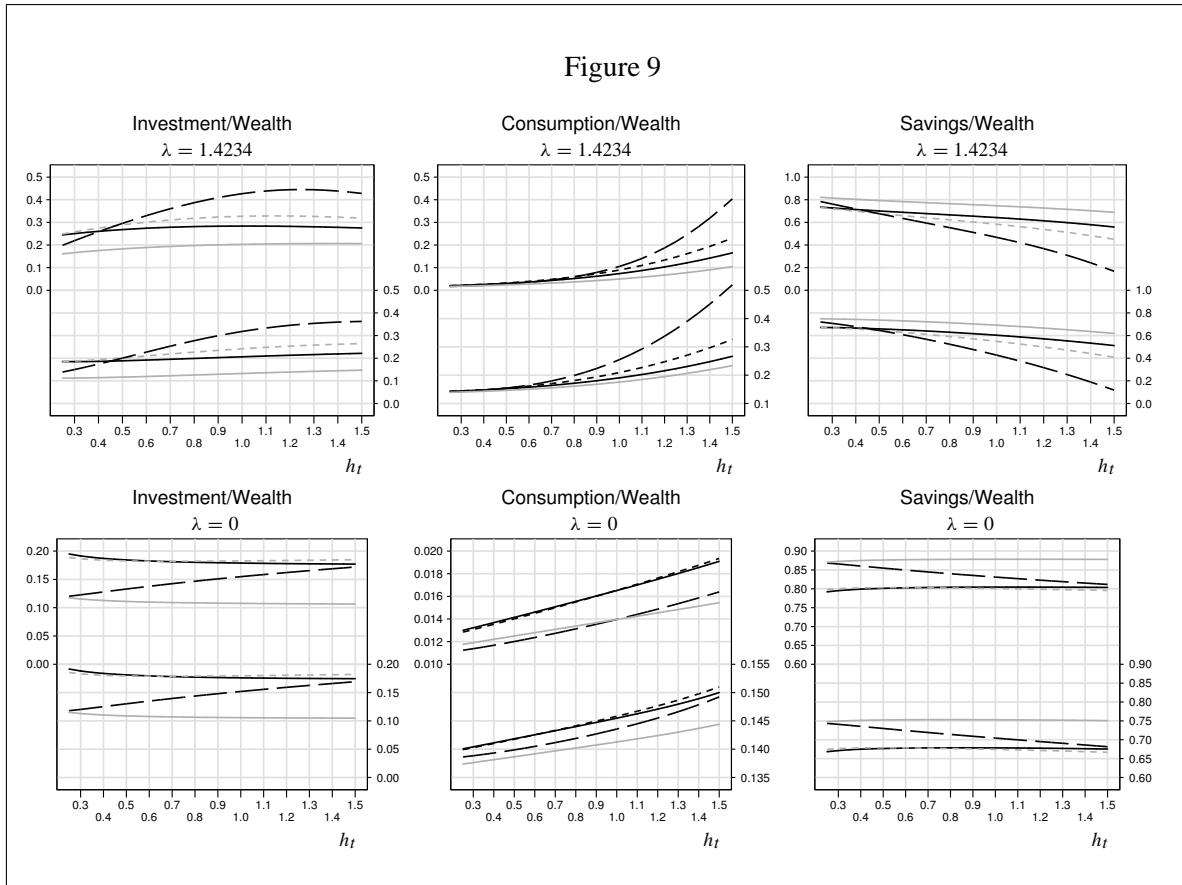 Figure 9
Investment/Wealth
λ = 1.4234
0.5
0.4
0.3
0.2
0.1
0.0
0.5
0.4
0.3
0.2
0.1
0.0
0.3 0.5 0.7 0.9 1.1 1.3 1.5
0.4 0.6 0.8 1.0 1.2 1.4
h_t
Consumption/Wealth
λ = 1.4234
0.5
0.4
0.3
0.2
0.1
0.0
0.5
0.4
0.3
0.2
0.1
0.3 0.5 0.7 0.9 1.1 1.3 1.5
0.4 0.6 0.8 1.0 1.2 1.4
h_t
Savings/Wealth
λ = 1.4234
1.0
0.8
0.6
0.4
0.2
0.0
1.0
0.8
0.6
0.4
0.2
0.0
0.3 0.5 0.7 0.9 1.1 1.3 1.5
0.4 0.6 0.8 1.0 1.2 1.4
h_t
Investment/Wealth
λ = 0
0.20
0.15
0.10
0.05
0.00
0.20
0.15
0.10
0.05
0.00
0.3 0.5 0.7 0.9 1.1 1.3 1.5
0.4 0.6 0.8 1.0 1.2 1.4
h_t
Consumption/Wealth
λ = 0
0.020
0.016
0.014
0.012
0.010
0.155
0.150
0.145
0.140
0.135
0.3 0.5 0.7 0.9 1.1 1.3 1.5
0.4 0.6 0.8 1.0 1.2 1.4
h_t
Savings/Wealth
λ = 0
0.90
0.85
0.80
0.75
0.70
0.65
0.60
0.90
0.80
0.75
0.70
0.65
0.60
0.3 0.5 0.7 0.9 1.1 1.3 1.5
0.4 0.6 0.8 1.0 1.2 1.4
h_t